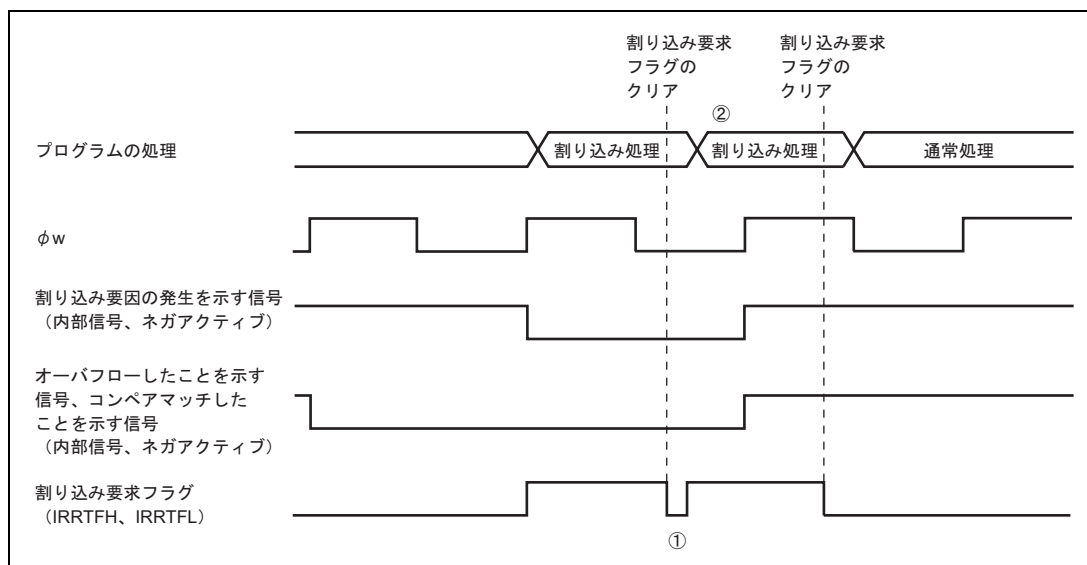 割り込み要求
フラグの
クリア
割り込み要求
フラグの
クリア
②
プログラムの処理
割り込み処理
割り込み処理
通常処理
φw
割り込み要因の発生を示す信号
（内部信号、ネガアクティブ）
オーバフローしたことを示す
信号、コンペアマッチした
ことを示す信号
（内部信号、ネガアクティブ）
割り込み要求フラグ
（IRRTFH、IRRTFL）
①